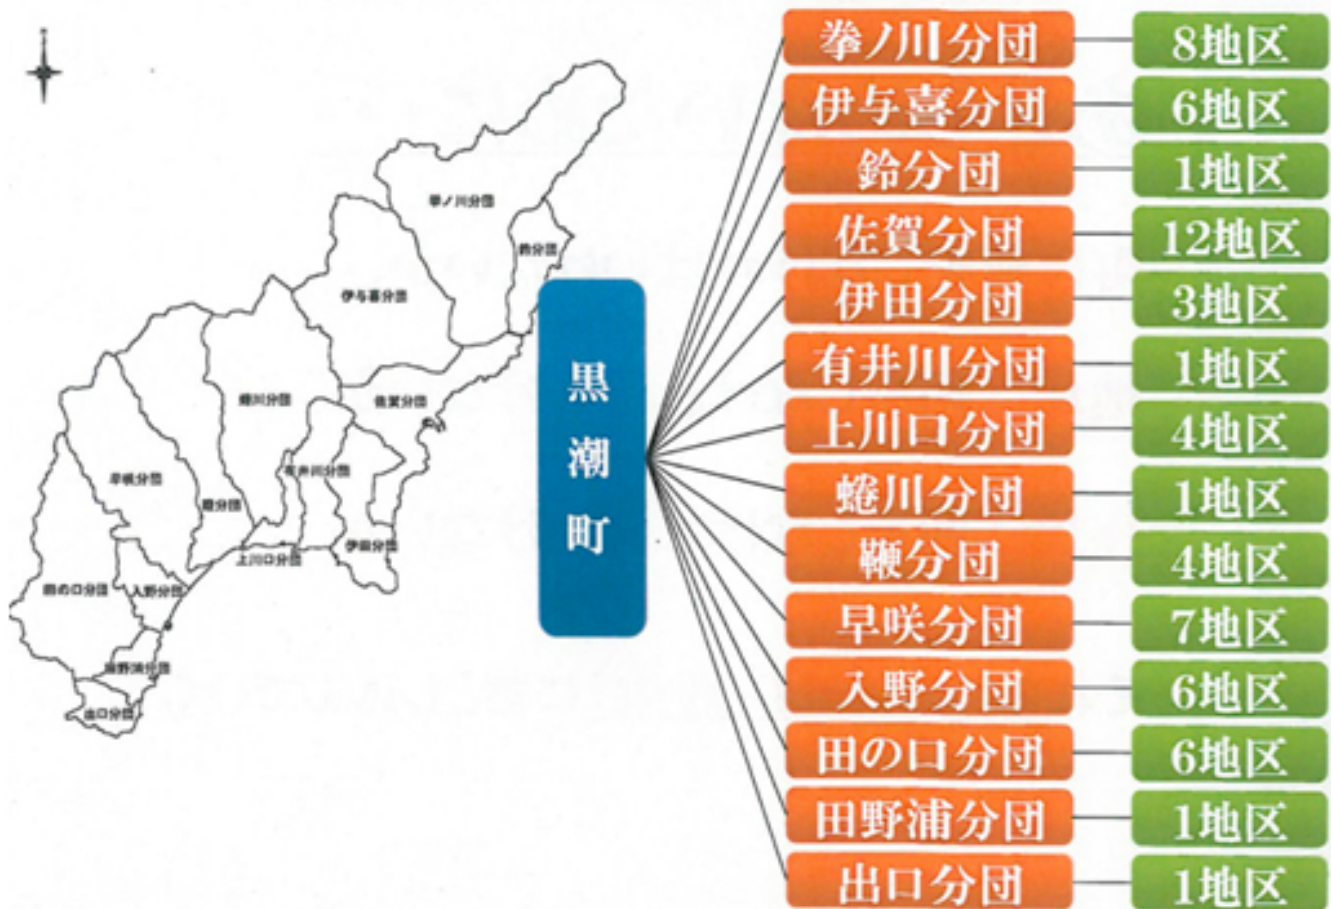 拳ノ川分団
鈴分団
伊与喜分団
蜷川分団
佐賀分団
有井川分団
早咲分団
鞭分団
伊田分団
上川口分団
田の口分団
入野分団
田野浦分団
出口分団
黒潮町
拳ノ川分団 8地区
伊与喜分団 6地区
鈴分団 1地区
佐賀分団 12地区
伊田分団 3地区
有井川分団 1地区
上川口分団 4地区
蜷川分団 1地区
鞭分団 4地区
早咲分団 7地区
入野分団 6地区
田の口分団 6地区
田野浦分団 1地区
出口分団 1地区